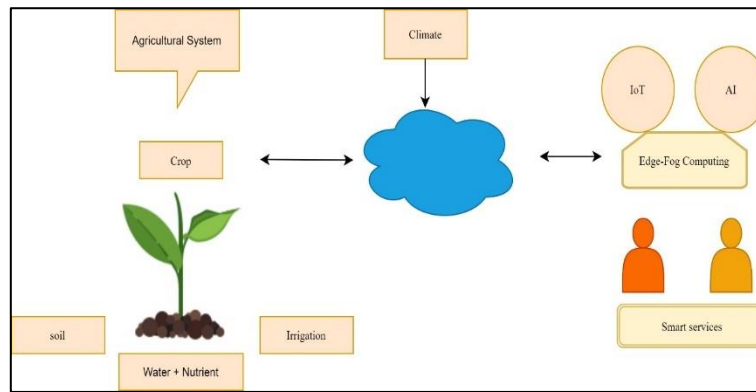 Agricultural System
Climate
IoT
AI
Crop
Edge-Fog Computing
soil
Irrigation
Smart services
Water + Nutrient